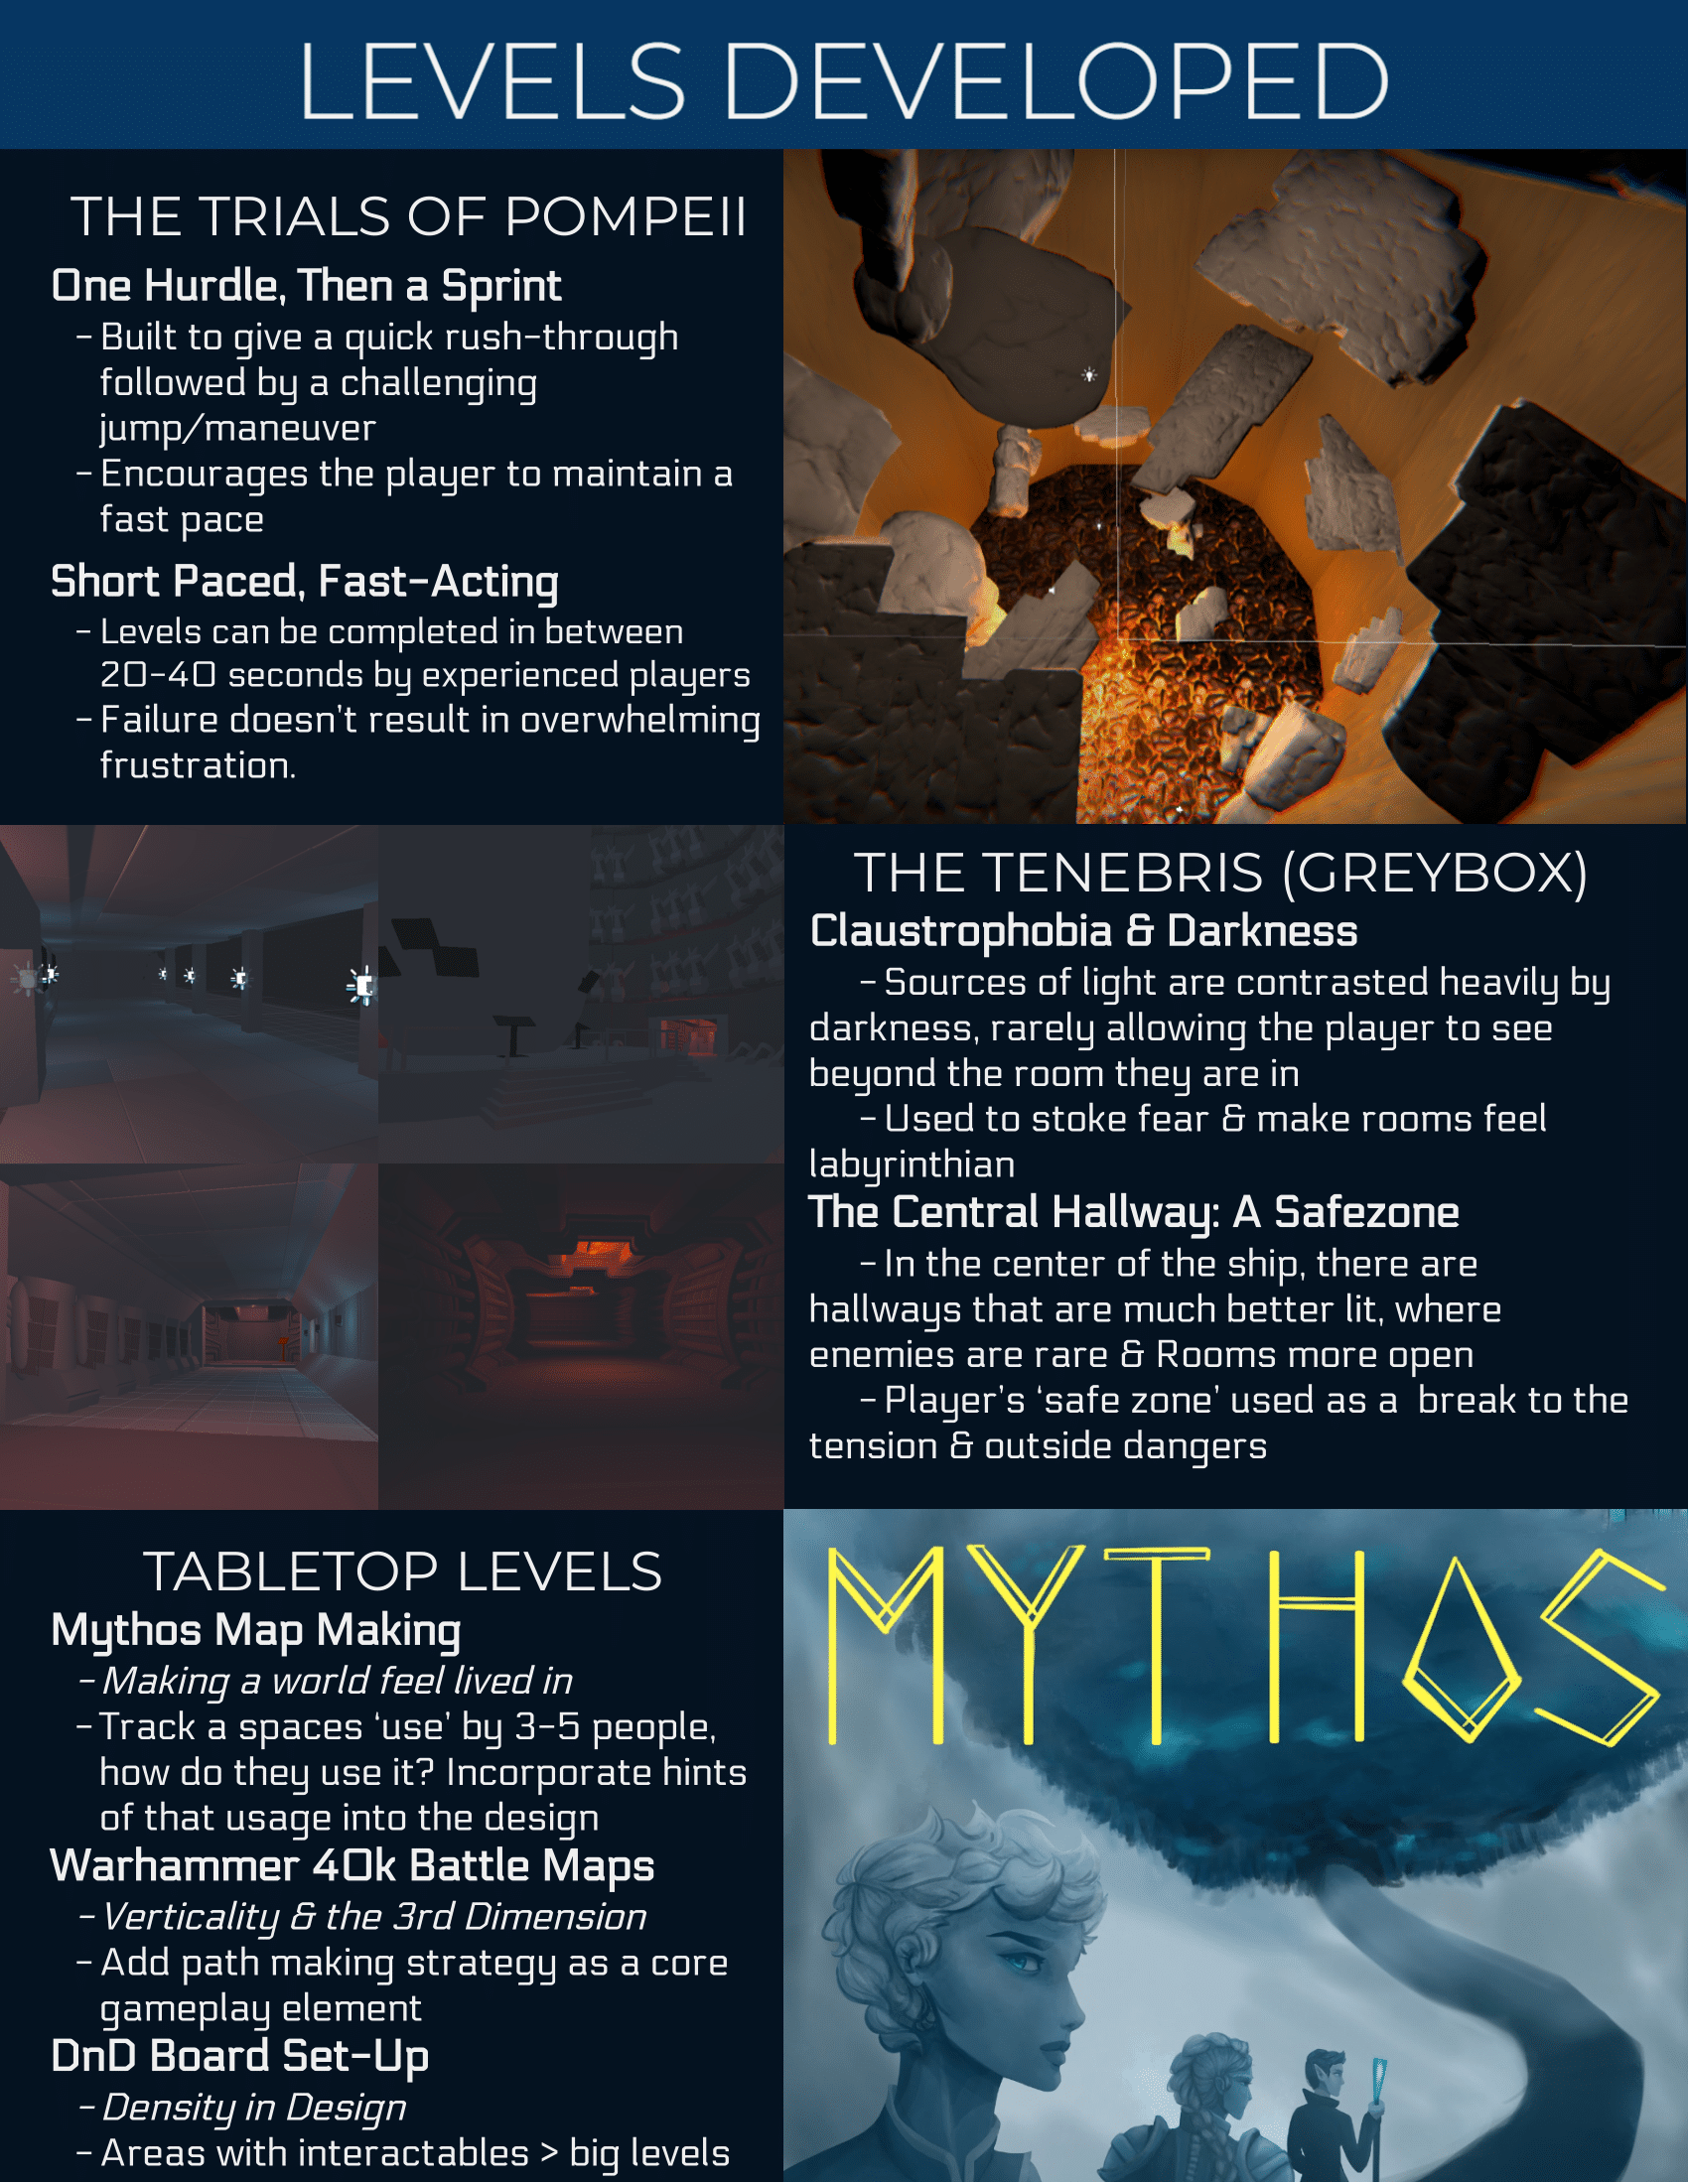 LEVELS DEVELOPED
THE TRIALS OF POMPEII
One Hurdle, Then a Sprint
- Built to give a quick rush-through
followed by a challenging
jump/maneuver
- Encourages the player to maintain a
fast pace
Short Paced, Fast-Acting
- Levels can be completed in between
20-40 seconds by experienced players
- Failure doesn't result in overwhelming
frustration.
THE TENEBRIS (GREYBOX)
Claustrophobia & Darkness
- Sources of light are contrasted heavily by
darkness, rarely allowing the player to see
beyond the room they are in
- Used to stoke fear & make rooms feel
labyrinthian
The Central Hallway: A Safezone
- In the center of the ship, there are
hallways that are much better lit, where
enemies are rare & Rooms more open
- Player's 'safe zone' used as a break to the
tension & outside dangers
TABLETOP LEVELS
Mythos Map Making
- Making a world feel lived in
- Track a spaces 'use' by 3-5 people,
how do they use it? Incorporate hints
of that usage into the design
Warhammer 40k Battle Maps
- Verticality & the 3rd Dimension
- Add path making strategy as a core
gameplay element
DnD Board Set-Up
- Density in Design
- Areas with interactables > big levels
MYTHOS